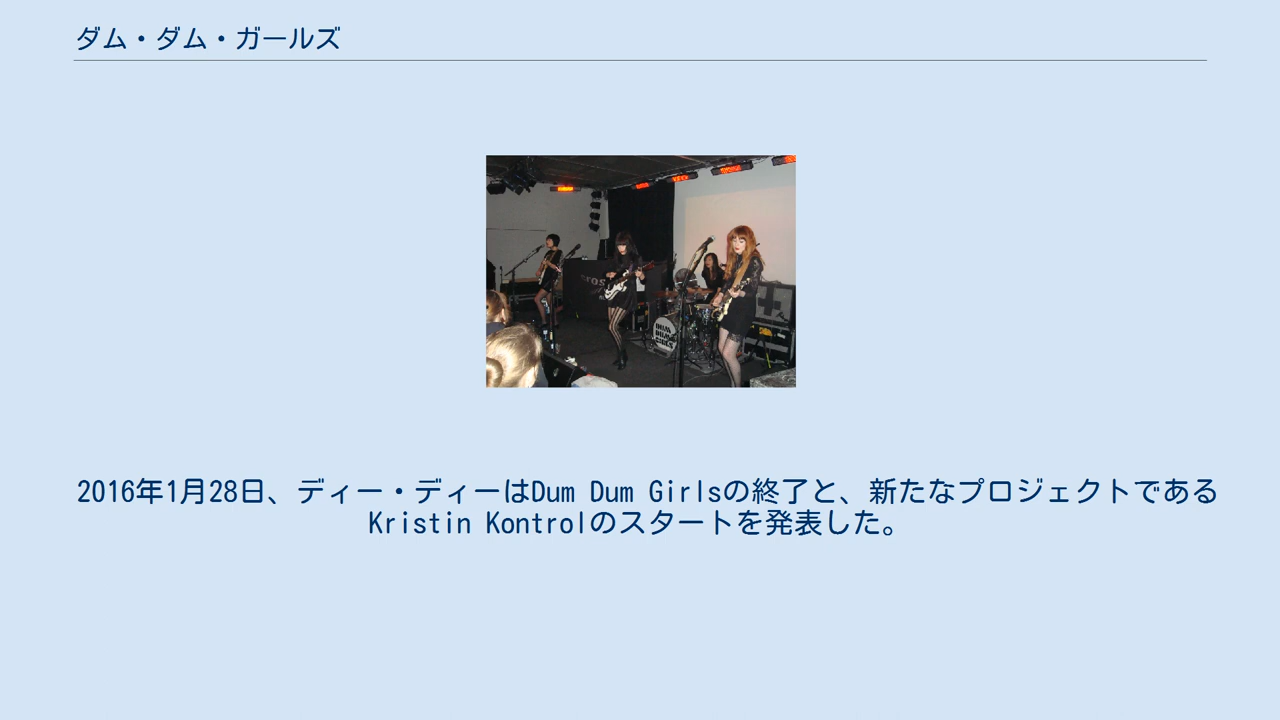 ダム・ダム・ガールズ
DUM
DUM
GIRLS
2016年1月28日、ディー・ディーはDum Dum Girlsの終了と、新たなプロジェクトである
Kristin Kontrolのスタートを発表した。